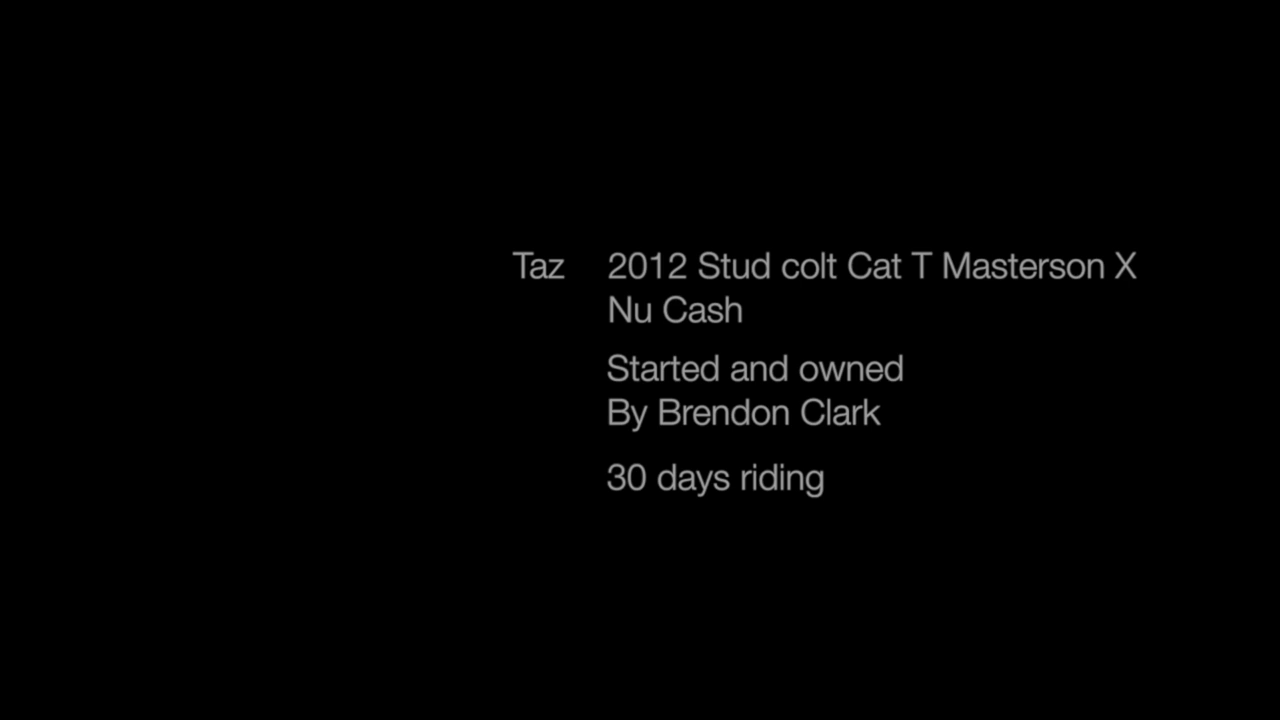 Taz 2012 Stud colt Cat T Masterson X
Nu Cash
Started and owned
By Brendon Clark
30 days riding